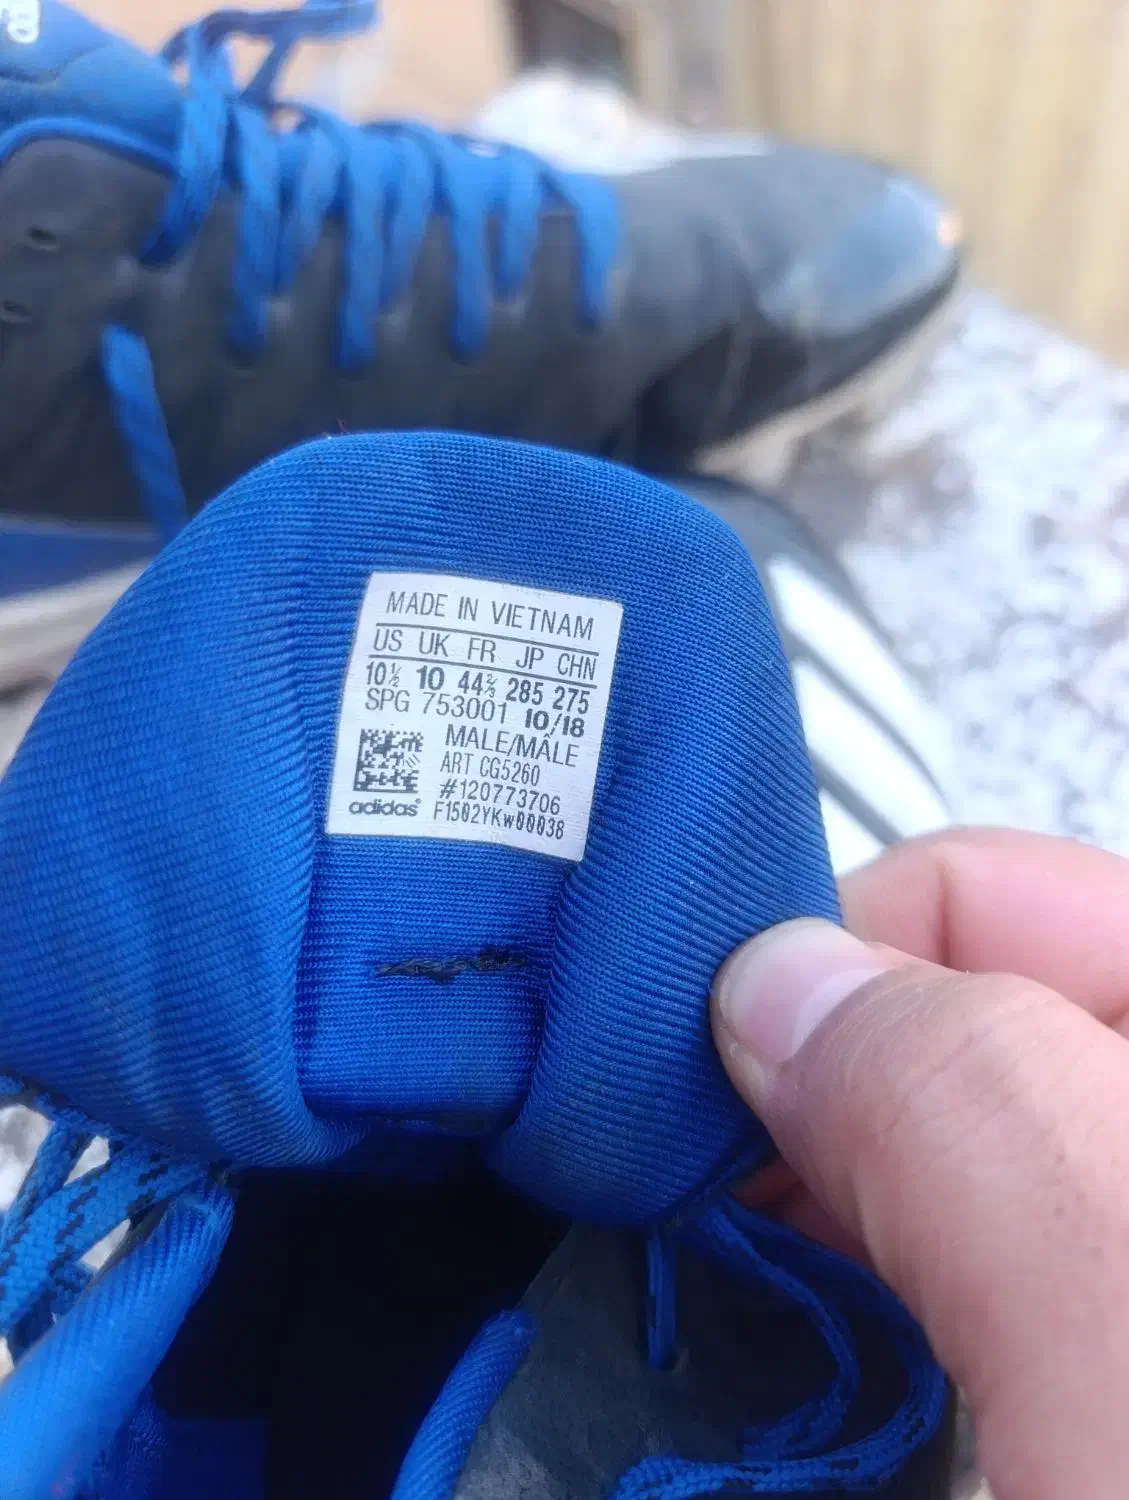 MADE IN VIETNAM
US UK FR JP CHN
10½ 10 44⅔ 285 275
SPG 753001 10/18
MALE/MÂLE
ART CG5260
#120773706
adidas® F1502YKW00038